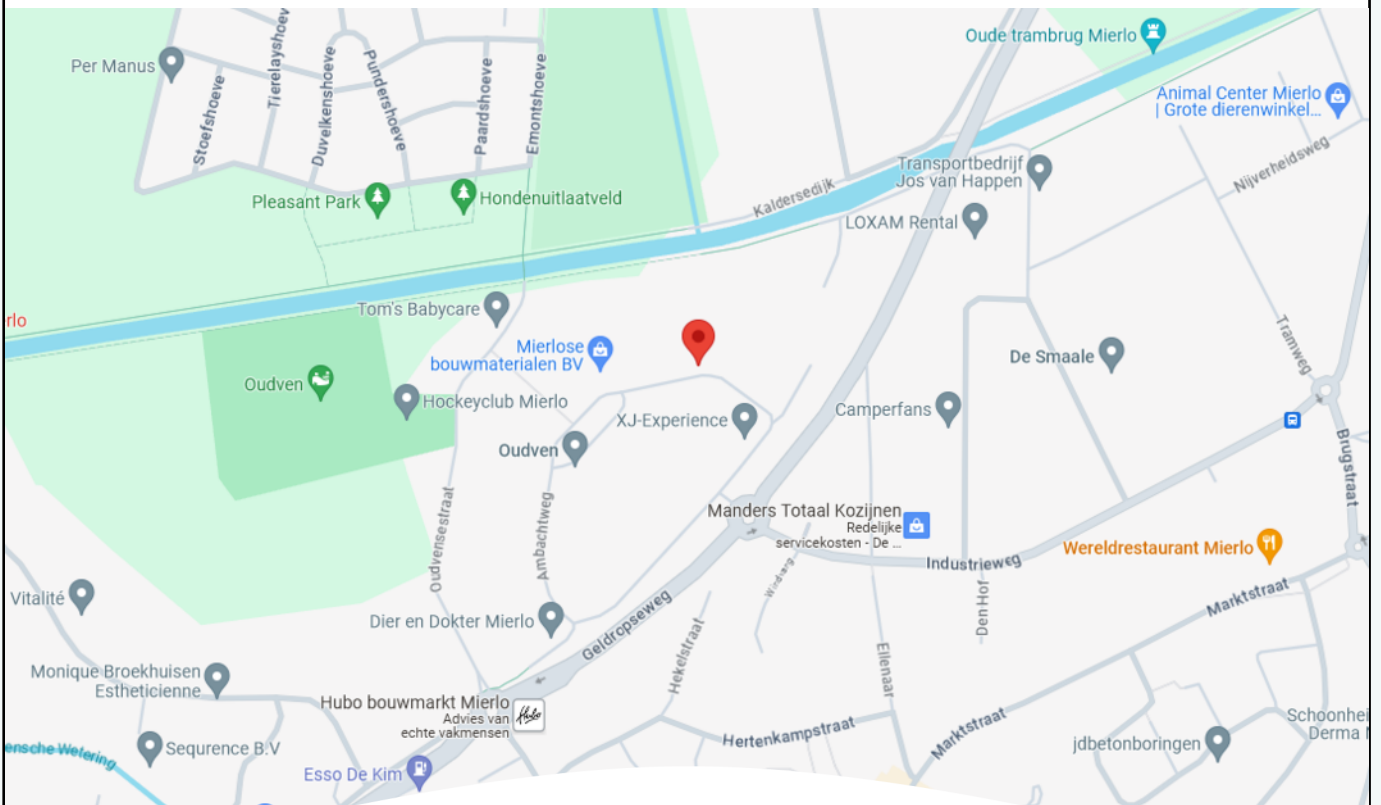 Oude trambrug Mierlo
Per Manus
Tierelayshoev
Stoefshoeve
Duvelkenshoeve
Pundershoeve
Paardshoeve
Emontshoeve
Animal Center Mierlo
| Grote dierenwinkel...
Nijverheidsweg
Transportbedrijf
Jos van Happen
Kaldersedijk
Pleasant Park
Hondenuitlaatveld
LOXAM Rental
Tom's Babycare
rlo
Mierlose
bouwmaterialen BV
Tramweg
De Smaale
Oudven
Hockeyclub Mierlo
XJ-Experience
Camperfans
Oudven
Brugstraat
Oudvensestraat
Ambachtweg
Manders Totaal Kozijnen
Redelijke
servicekosten - De ...
Industrieweg
Wereldrestaurant Mierlo
Marktstraat
Den Hof
Vitalité
Dier en Dokter Mierlo
Geldropseweg
Hekelstraat
Eilenaar
Monique Broekhuisen
Estheticienne
Hubo bouwmarkt Mierlo
Advies van
echte vakmensen
Hubo
Hertenkampstraat
Marktstraat
Schoonhei
Derma
jdbetonboringen
ensche Wetering
Sequrence B.V
Esso De Kim